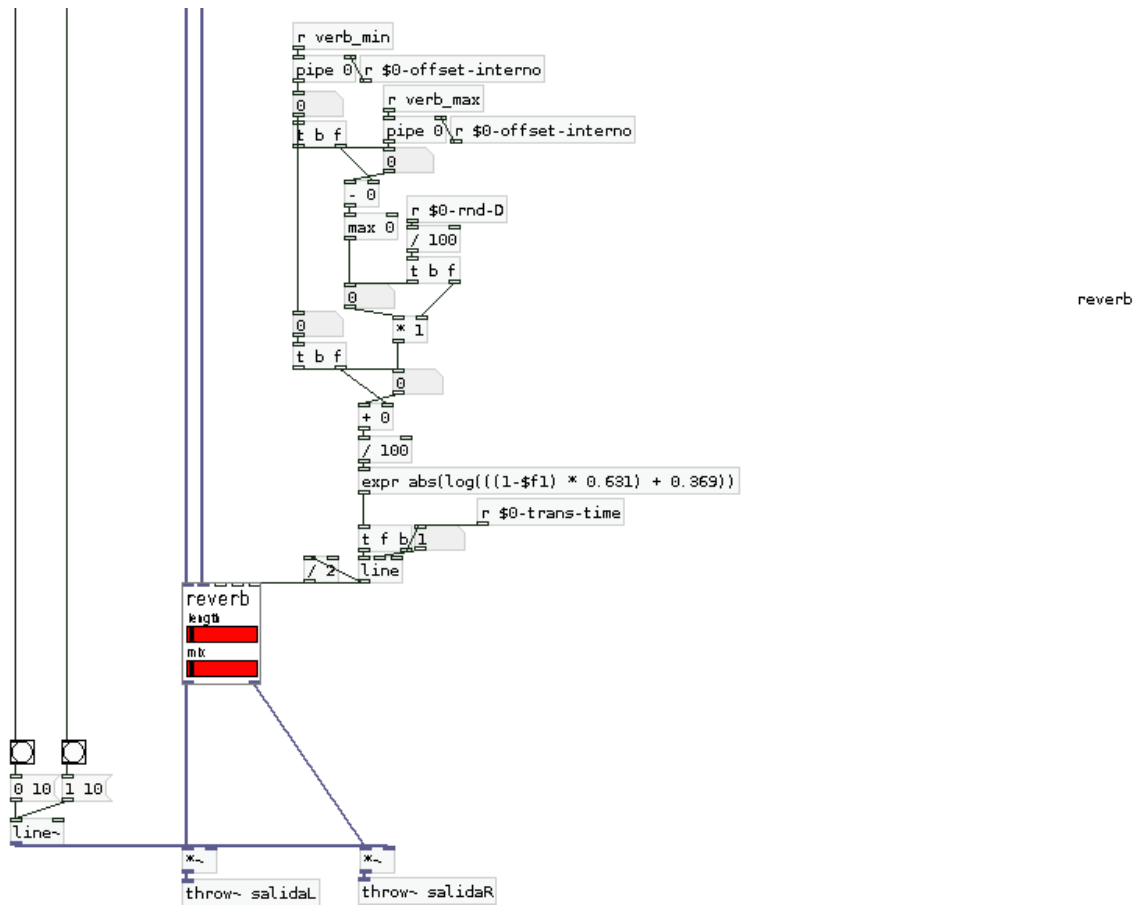 r verb_min
pipe 0
r $0-offset-interno
0
r verb_max
t b f
pipe 0
r $0-offset-interno
0
- 0
r $0-rnd-D
max 0
/ 100
t b f
0
reverb
0
* 1
t b f
0
+ 0
/ 100
expr abs(log(((1-$f1) * 0.631) + 0.369))
r $0-trans-time
t f b
1
/ 2
line
reverb
length
mix
0 10
1 10
line~
*~
*~
throw~ salidaL
throw~ salidaR